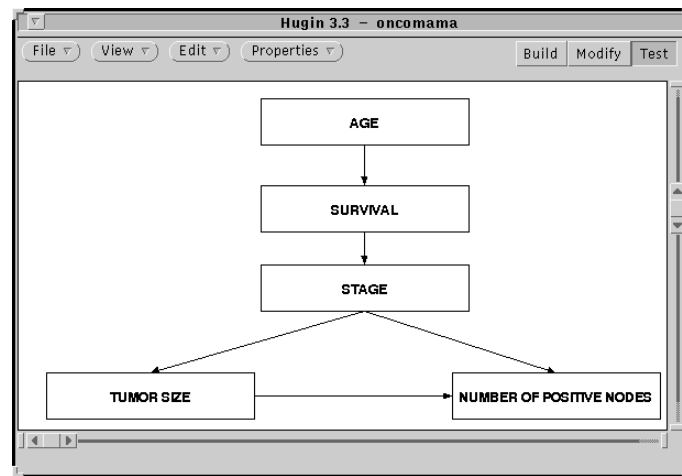 Hugin 3.3 – oncomama
File View Edit Properties Build Modify Test
AGE
SURVIVAL
STAGE
TUMOR SIZE NUMBER OF POSITIVE NODES